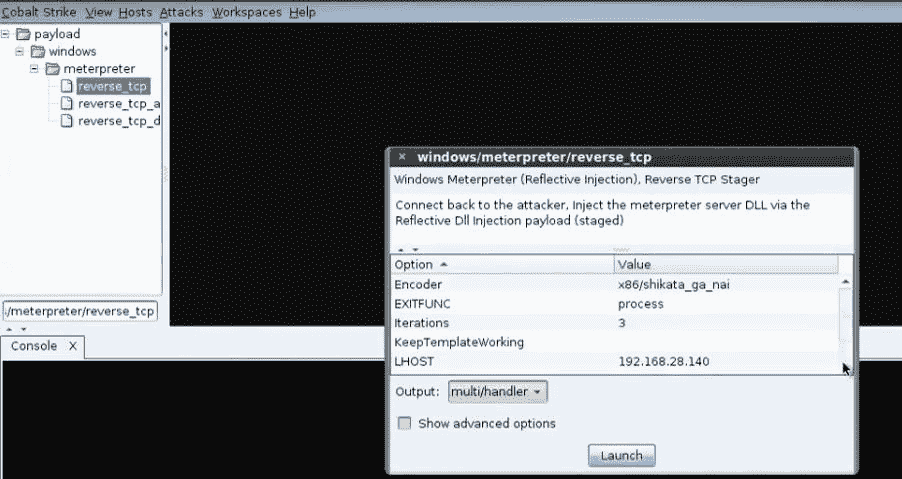 Cobalt Strike View Hosts Attacks Workspaces Help
payload
windows
meterpreter
reverse_tcp
reverse_tcp_a
reverse_tcp_d
/meterpreter/reverse_tcp
Console X
windows/meterpreter/reverse_tcp
Windows Meterpreter (Reflective Injection), Reverse TCP Stager
Connect back to the attacker, Inject the meterpreter server DLL via the
Reflective Dll Injection payload (staged)
Option Value
Encoder x86/shikata_ga_nai
EXITFUNC process
Iterations 3
KeepTemplateWorking
LHOST 192.168.28.140
Output: multi/handler
Show advanced options
Launch